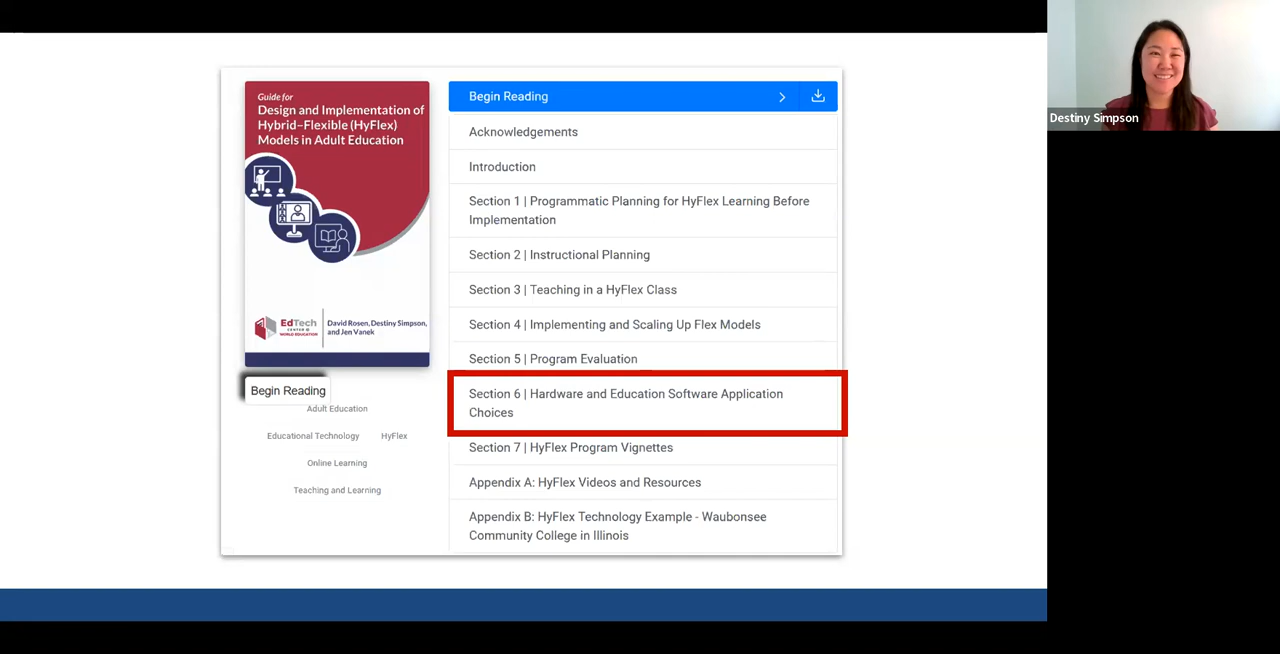 Guide for
Design and Implementation of
Hybrid–Flexible (HyFlex)
Models in Adult Education
EdTech
CENTER @
WORLD EDUCATION
David Rosen, Destiny Simpson,
and Jen Vanek
Begin Reading
Adult Education
Educational Technology HyFlex
Online Learning
Teaching and Learning
Begin Reading
Acknowledgements
Introduction
Section 1 | Programmatic Planning for HyFlex Learning Before
Implementation
Section 2 | Instructional Planning
Section 3 | Teaching in a HyFlex Class
Section 4 | Implementing and Scaling Up Flex Models
Section 5 | Program Evaluation
Section 6 | Hardware and Education Software Application
Choices
Section 7 | HyFlex Program Vignettes
Appendix A: HyFlex Videos and Resources
Appendix B: HyFlex Technology Example - Waubonsee
Community College in Illinois
Destiny Simpson